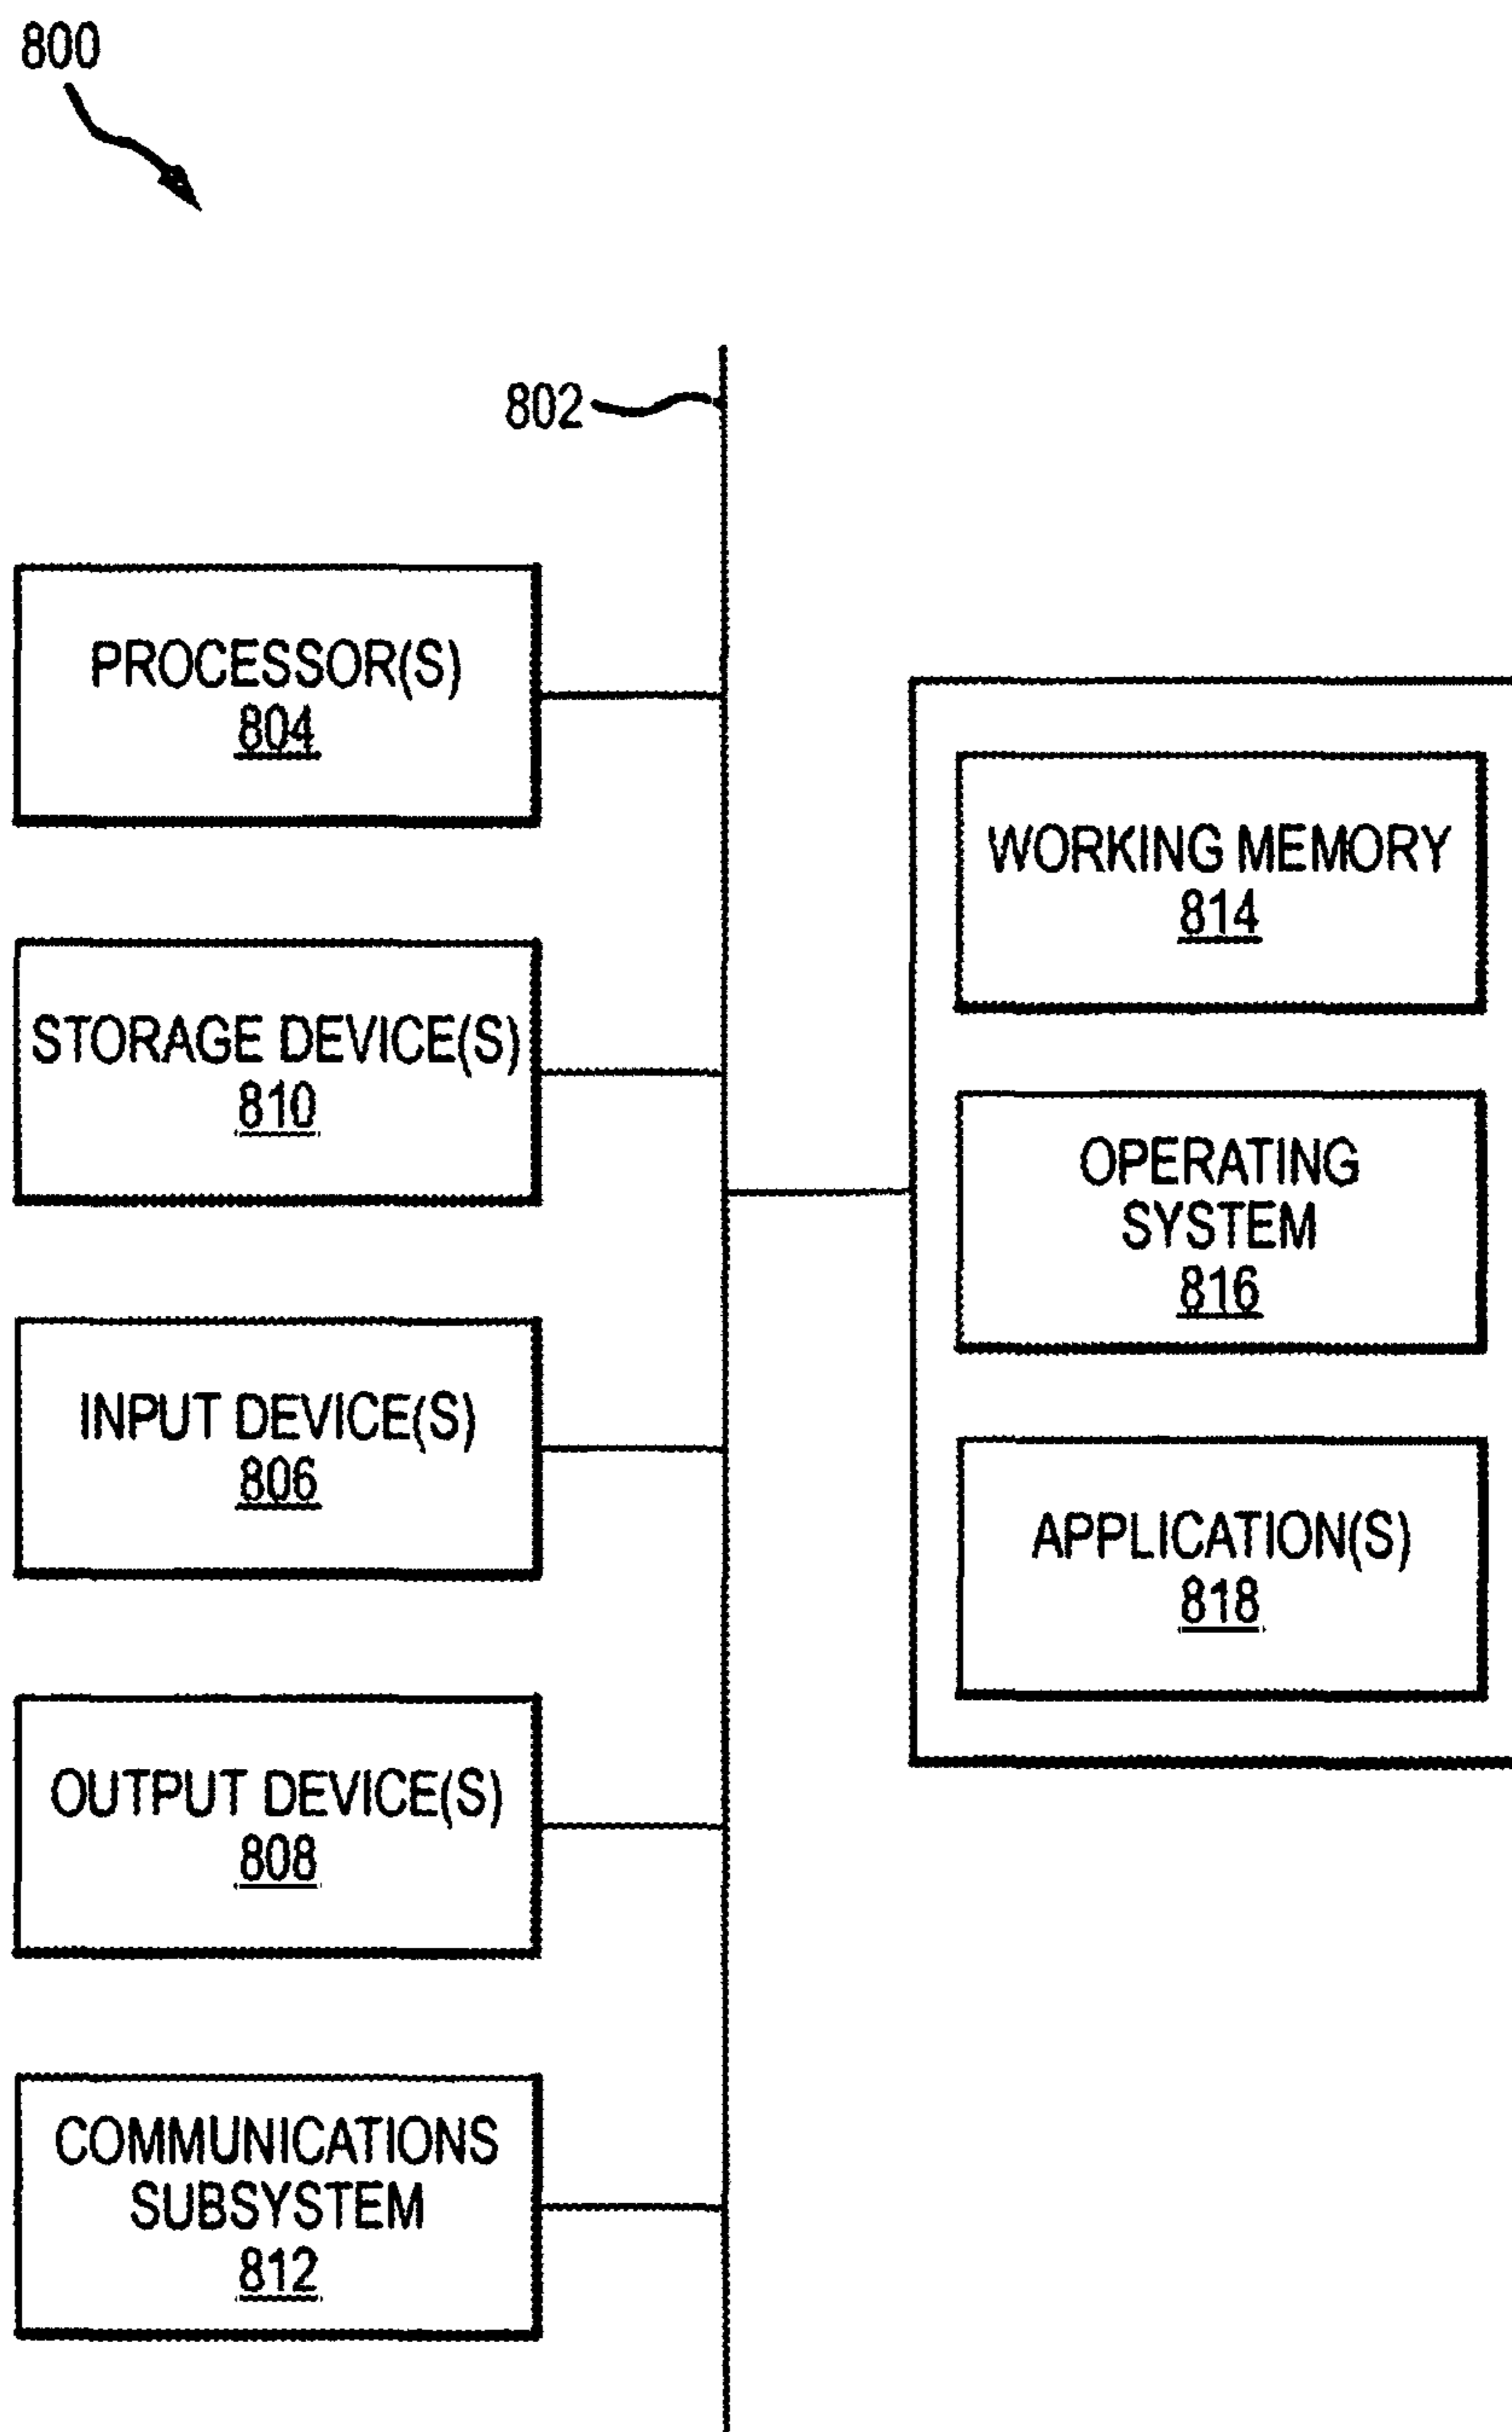 800
802
PROCESSOR(S)
804
STORAGE DEVICE(S)
810
INPUT DEVICE(S)
806
OUTPUT DEVICE(S)
808
COMMUNICATIONS
SUBSYSTEM
812
WORKING MEMORY
814
OPERATING
SYSTEM
816
APPLICATION(S)
818